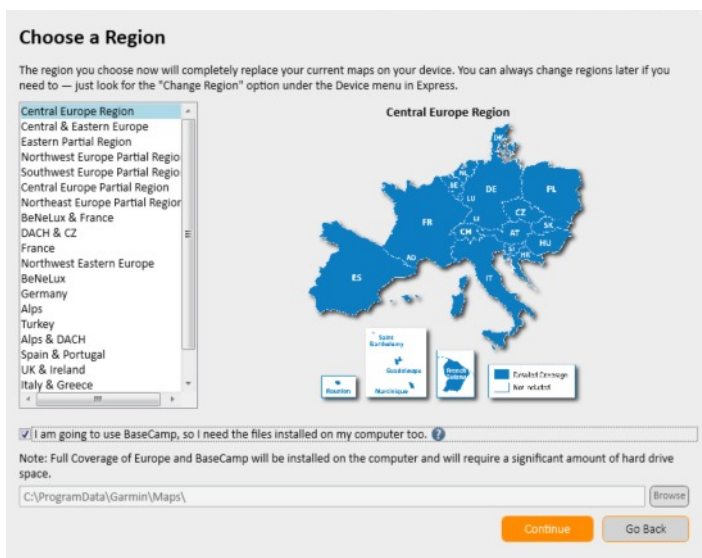 Choose a Region
The region you choose now will completely replace your current maps on your device. You can always change regions later if you
need to — just look for the "Change Region" option under the Device menu in Express.
Central Europe Region
Central & Eastern Europe
Eastern Partial Region
Northwest Europe Partial Regio
Southwest Europe Partial Regio
Central Europe Partial Region
Northeast Europe Partial Region
BeNeLux & France
DACH & CZ
France
Northwest Eastern Europe
BeNeLux
Germany
Alps
Turkey
Alps & DACH
Spain & Portugal
UK & Ireland
Italy & Greece
Central Europe Region
DK
NL
BE
DE
PL
LU
CZ
FR
LI
SK
CH
AT
HU
SI
HR
AD
ES
IT
Saint
Barthelemy
Guadeloupe
Martinique
Reunion
French
Guiana
Detailed Coverage
Not Included
I am going to use BaseCamp, so I need the files installed on my computer too. ?
Note: Full Coverage of Europe and BaseCamp will be installed on the computer and will require a significant amount of hard drive
space.
C:\ProgramData\Garmin\Maps\
Browse
Continue
Go Back